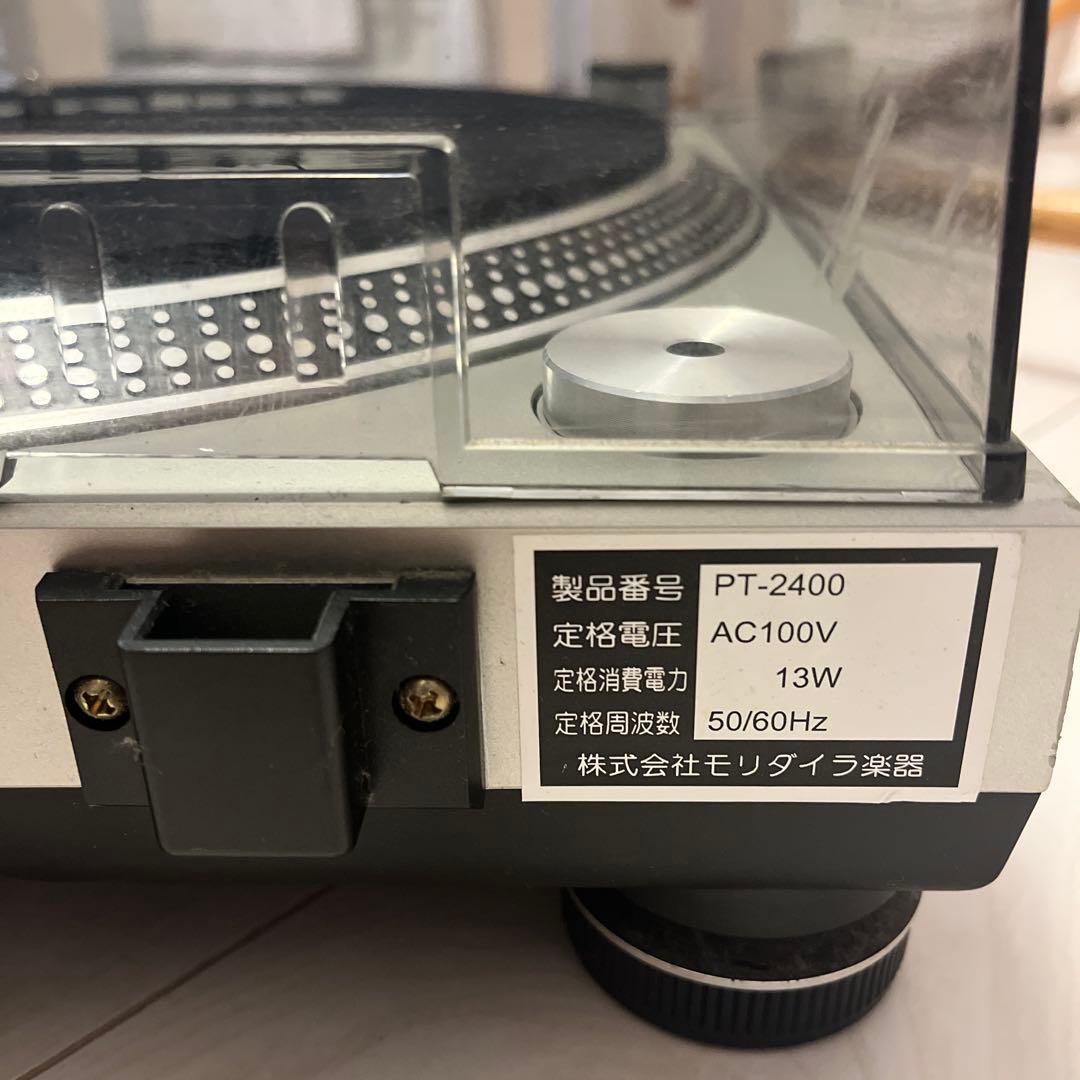 製品番号 PT-2400
定格電圧 AC100V
定格消費電力 13W
定格周波数 50/60Hz
株式会社モリダイラ楽器